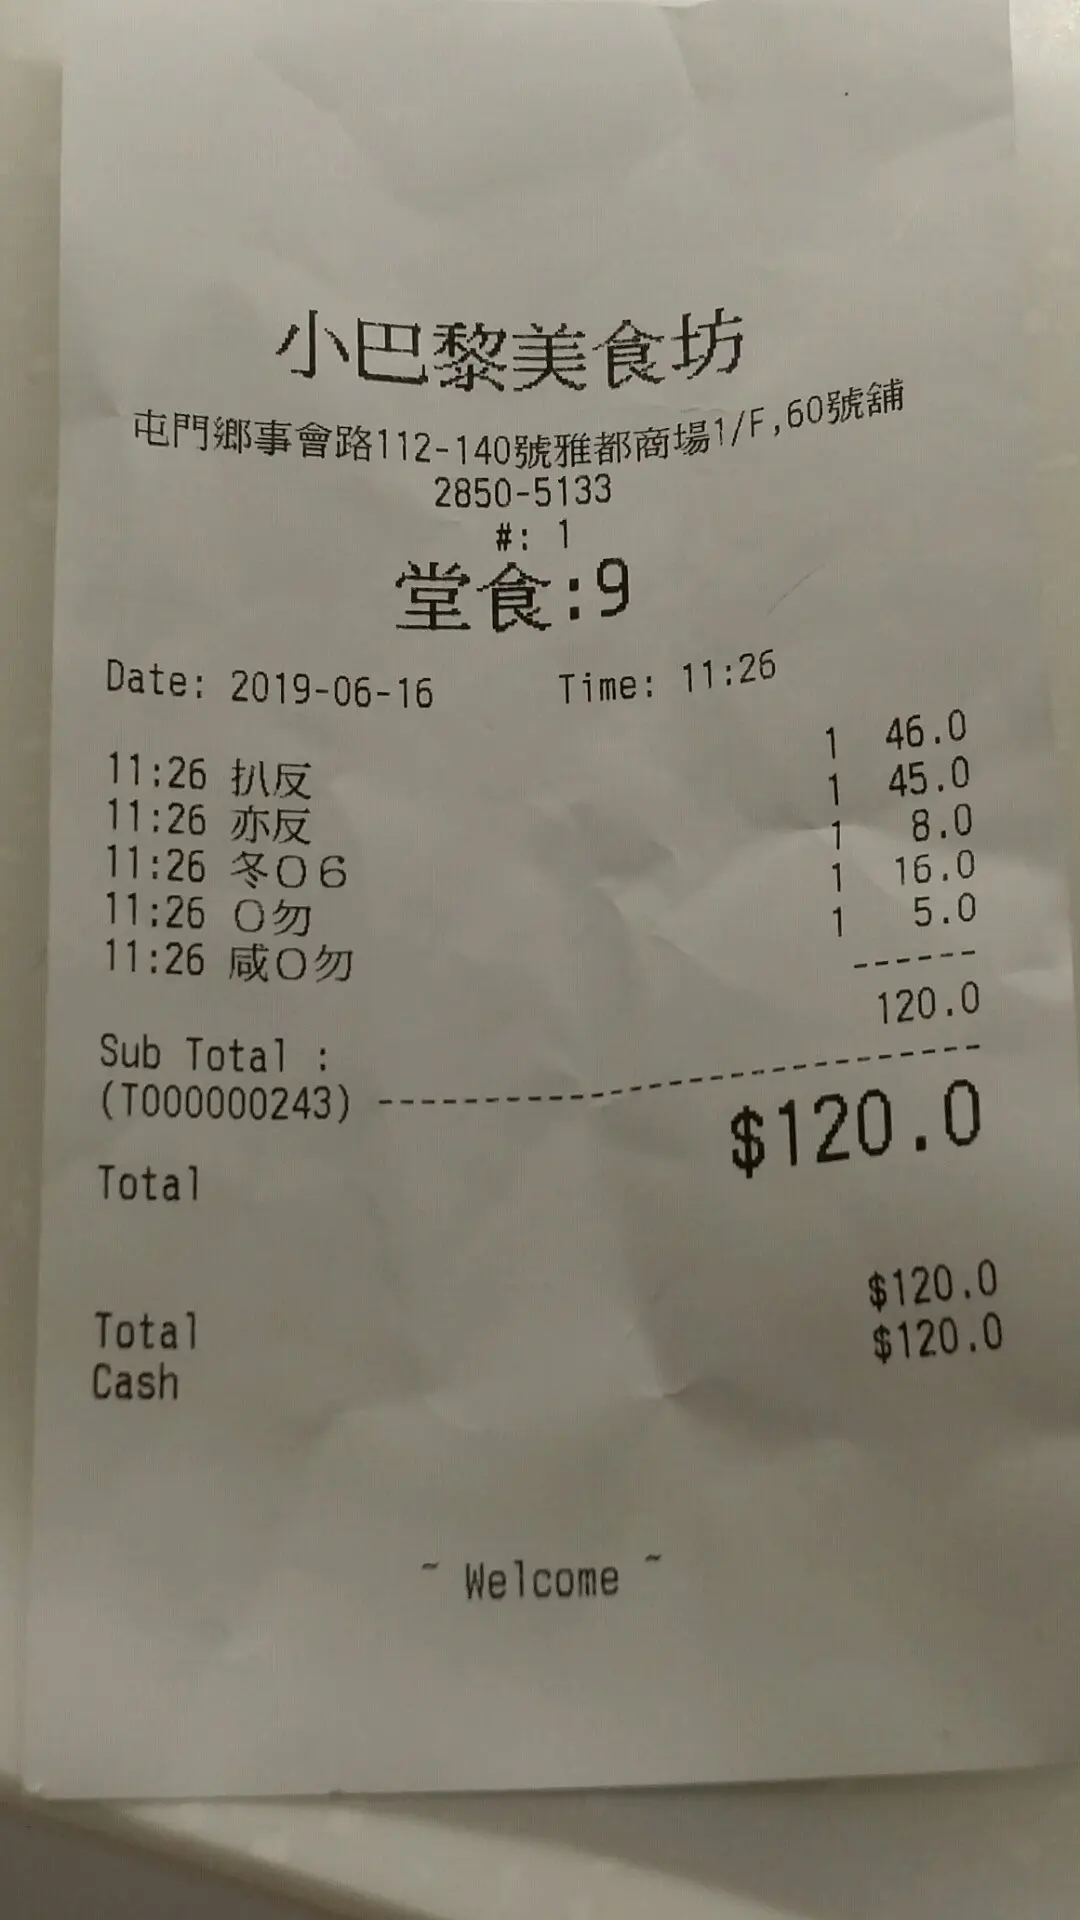 小巴黎美食坊
屯門鄉事會路112-140號雅都商場1/F,60號舖
2850-5133
#: 1
堂食:9
Date: 2019-06-16 Time: 11:26
11:26 扒反 1 46.0
11:26 亦反 1 45.0
11:26 冬０６ 1 8.0
11:26 ０勿 1 16.0
11:26 咸０勿 1 5.0
------
Sub Total : 120.0
(T000000243) --------------------------
Total $120.0
Total $120.0
Cash $120.0
~ Welcome ~